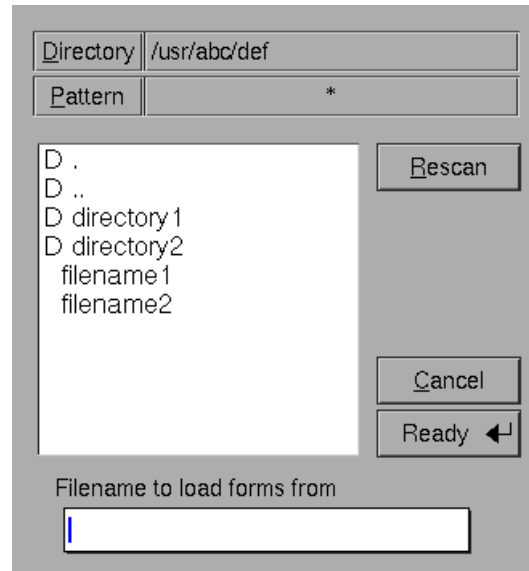 Directory /usr/abc/def
Pattern *
D .
D ..
D directory1
D directory2
filename1
filename2
Rescan
Cancel
Ready
Filename to load forms from